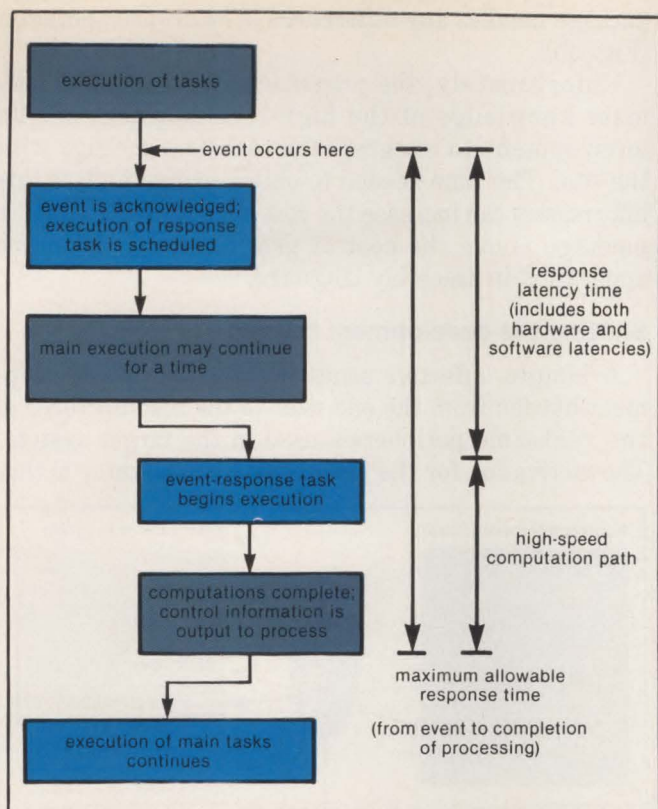 execution of tasks
event occurs here
event is acknowledged;
execution of response
task is scheduled
response
latency time
(includes both
hardware and
software latencies)
main execution may continue
for a time
event-response task
begins execution
high-speed
computation path
computations complete;
control information is
output to process
maximum allowable
response time
(from event to completion
of processing)
execution of main tasks
continues